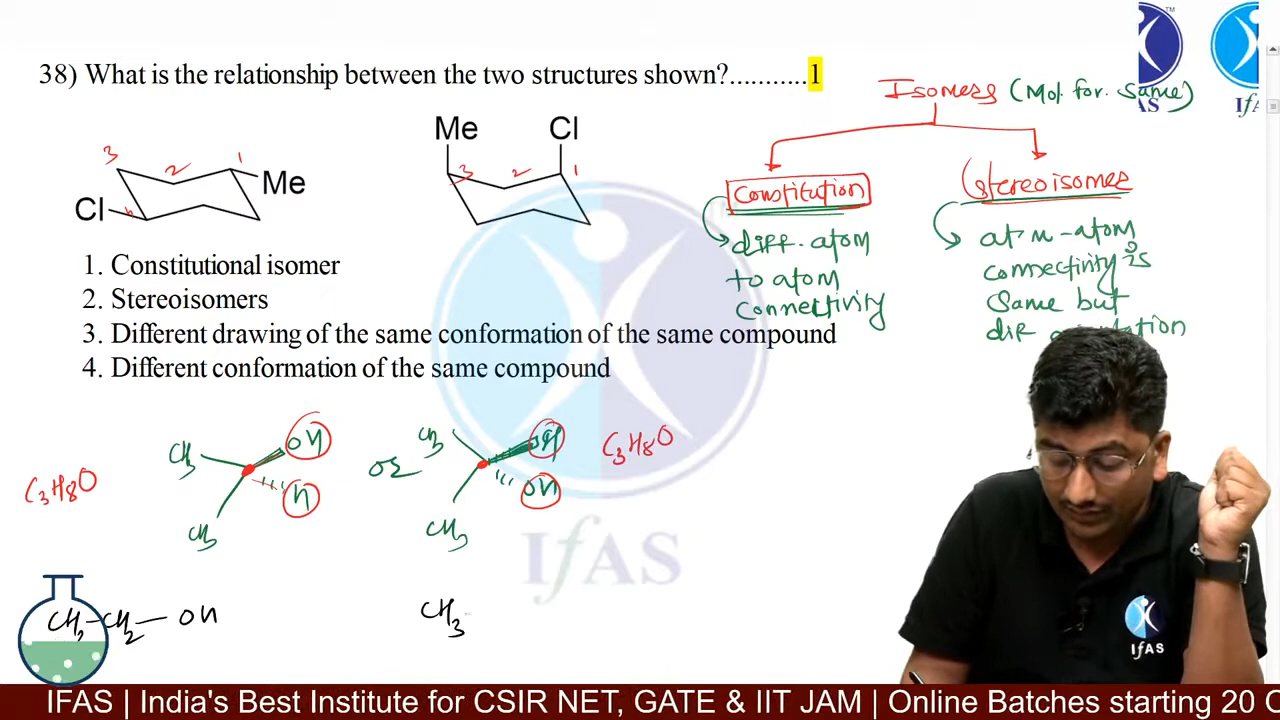 38) What is the relationship between the two structures shown?...........1
Isomers (Mol. for. same)
IFAS
IFA
Me
Cl
3
2
1
Me
Cl
4
3
2
1
Constitution
Stereoisomer
diff. atom
to atom
connectivity
atom-atom
connectivity is
same but
1. Constitutional isomer
2. Stereoisomers
3. Different drawing of the same conformation of the same compound
4. Different conformation of the same compound
C3H8O
CH3
OH
H
CH3
or
CH3
OH
CH3
C3H8O
IfAS
CH3-CH2-OH
CH3
IfAS
IFAS | India's Best Institute for CSIR NET, GATE & IIT JAM | Online Batches starting 20